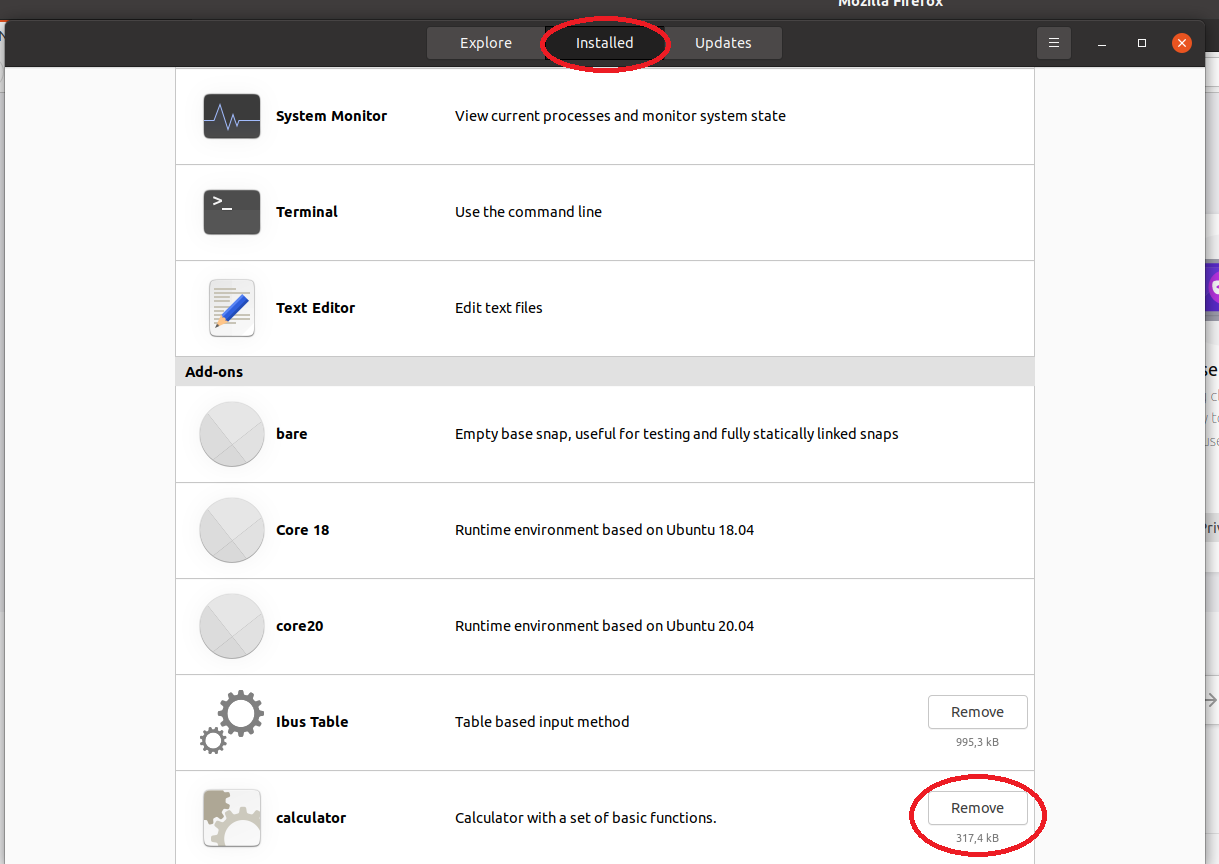 Mozilla Firefox
Explore Installed Updates
System Monitor View current processes and monitor system state
>_
Terminal Use the command line
Text Editor Edit text files
Add-ons
bare Empty base snap, useful for testing and fully statically linked snaps
Core 18 Runtime environment based on Ubuntu 18.04
core20 Runtime environment based on Ubuntu 20.04
Ibus Table Table based input method Remove
995,3 kB
calculator Calculator with a set of basic functions. Remove
317,4 kB